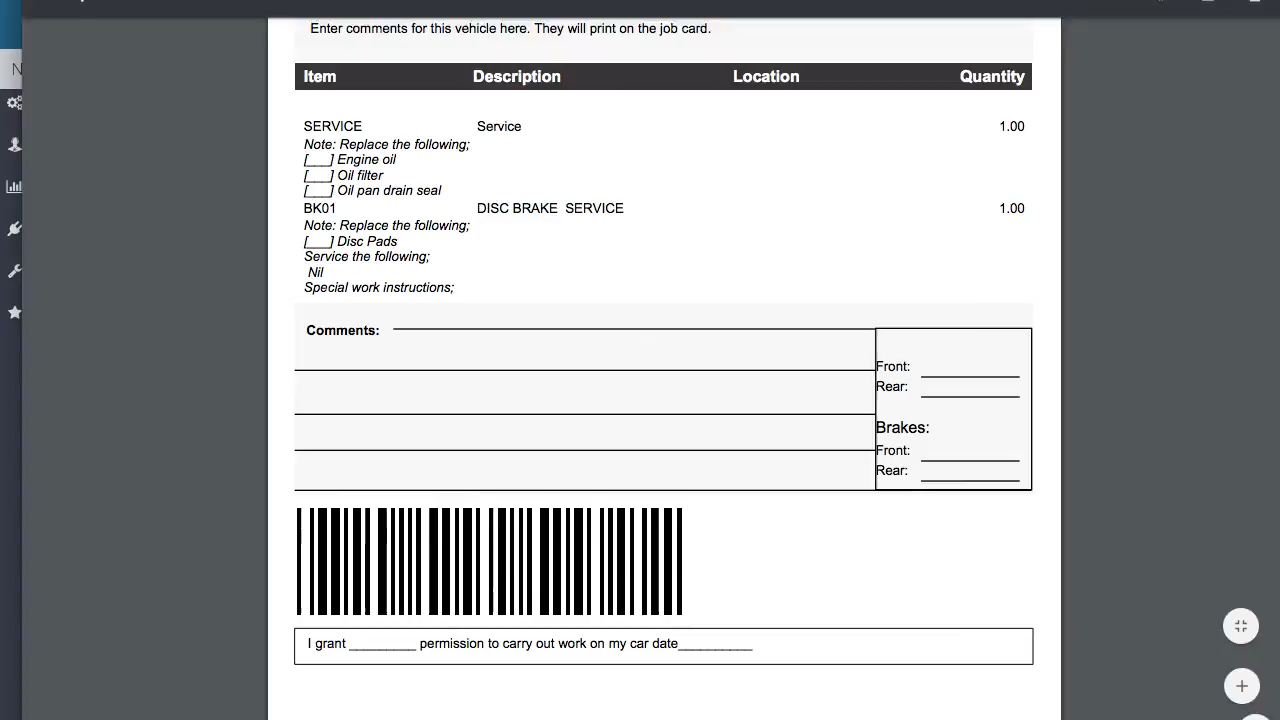 Enter comments for this vehicle here. They will print on the job card.
Item Description Location Quantity
SERVICE Service 1.00
Note: Replace the following;
[___] Engine oil
[___] Oil filter
[___] Oil pan drain seal
BK01 DISC BRAKE  SERVICE 1.00
Note: Replace the following;
[___] Disc Pads
Service the following;
Nil
Special work instructions;
Comments:
Front:
Rear:
Brakes:
Front:
Rear:
I grant _________ permission to carry out work on my car date__________
N